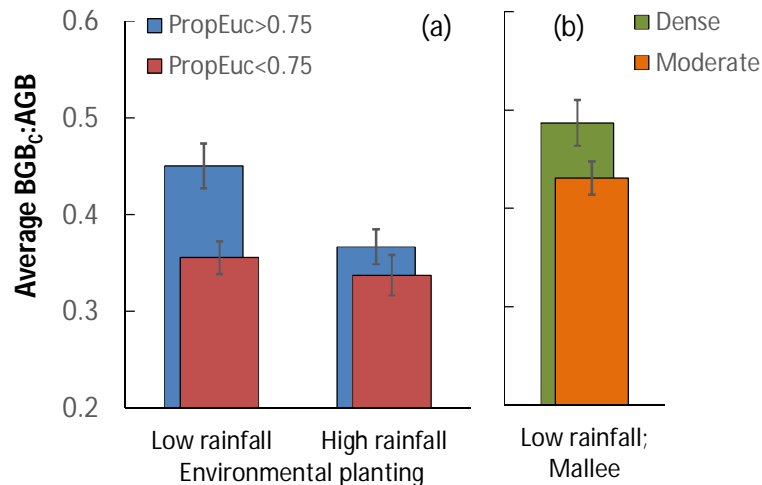 0.6
0.5
0.4
0.3
0.2
Average BGBC:AGB
PropEuc>0.75
PropEuc<0.75
(a)
(b)
Dense
Moderate
Low rainfall
High rainfall
Environmental planting
Low rainfall;
Mallee